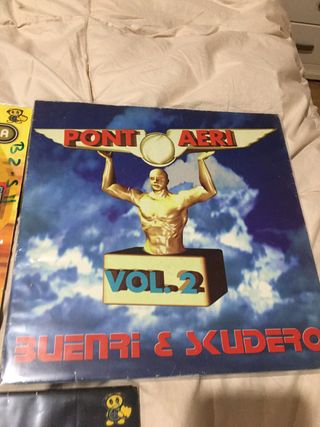 PONT AERI
VOL. 2
BUENRI & SKUDERO
A